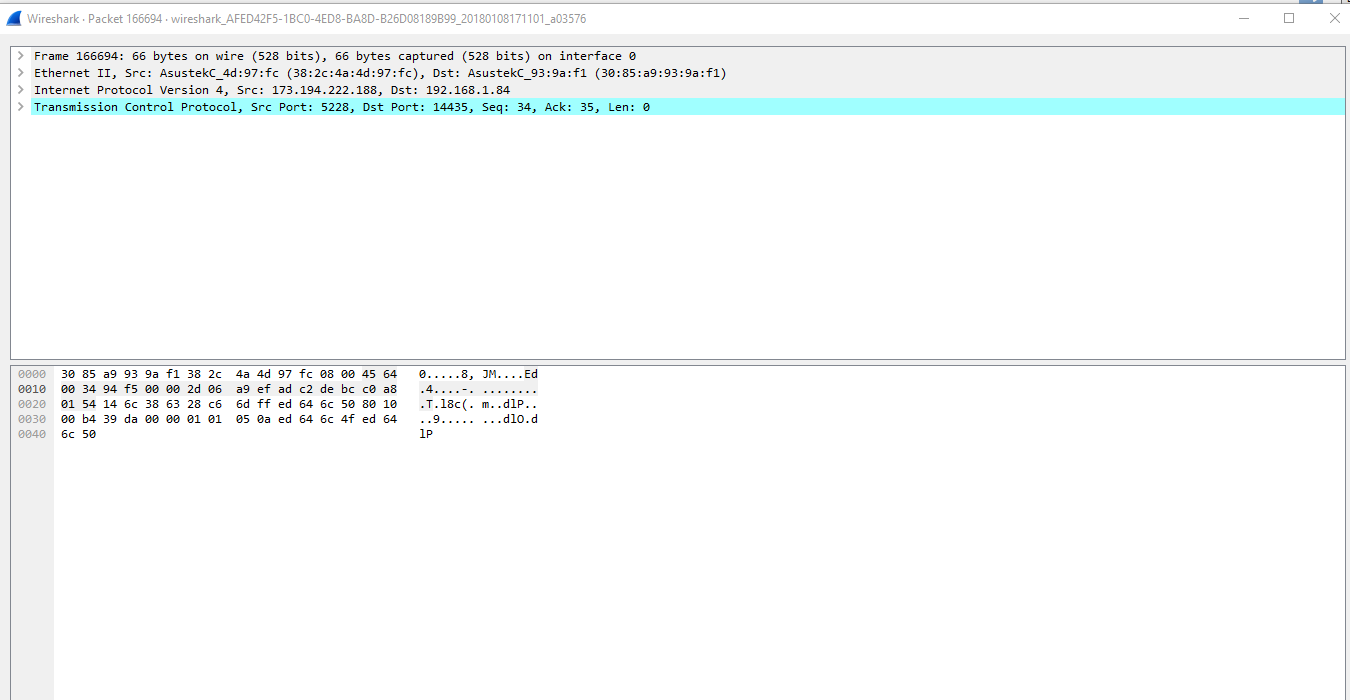 Wireshark · Packet 166694 · wireshark_AFED42F5-1BC0-4ED8-BA8D-B26D08189B99_20180108171101_a03576
Frame 166694: 66 bytes on wire (528 bits), 66 bytes captured (528 bits) on interface 0
Ethernet II, Src: AsustekC_4d:97:fc (38:2c:4a:4d:97:fc), Dst: AsustekC_93:9a:f1 (30:85:a9:93:9a:f1)
Internet Protocol Version 4, Src: 173.194.222.188, Dst: 192.168.1.84
Transmission Control Protocol, Src Port: 5228, Dst Port: 14435, Seq: 34, Ack: 35, Len: 0
0000 30 85 a9 93 9a f1 38 2c 4a 4d 97 fc 08 00 45 64 0.....8, JM....Ed
0010 00 34 94 f5 00 00 2d 06 a9 ef ad c2 de bc c0 a8 .4....-. ........
0020 01 54 14 6c 38 63 28 c6 6d ff ed 64 6c 50 80 10 .T.l8c(. m..dlP..
0030 00 b4 39 da 00 00 01 01 05 0a ed 64 6c 4f ed 64 ..9..... ...dlO.d
0040 6c 50 lP